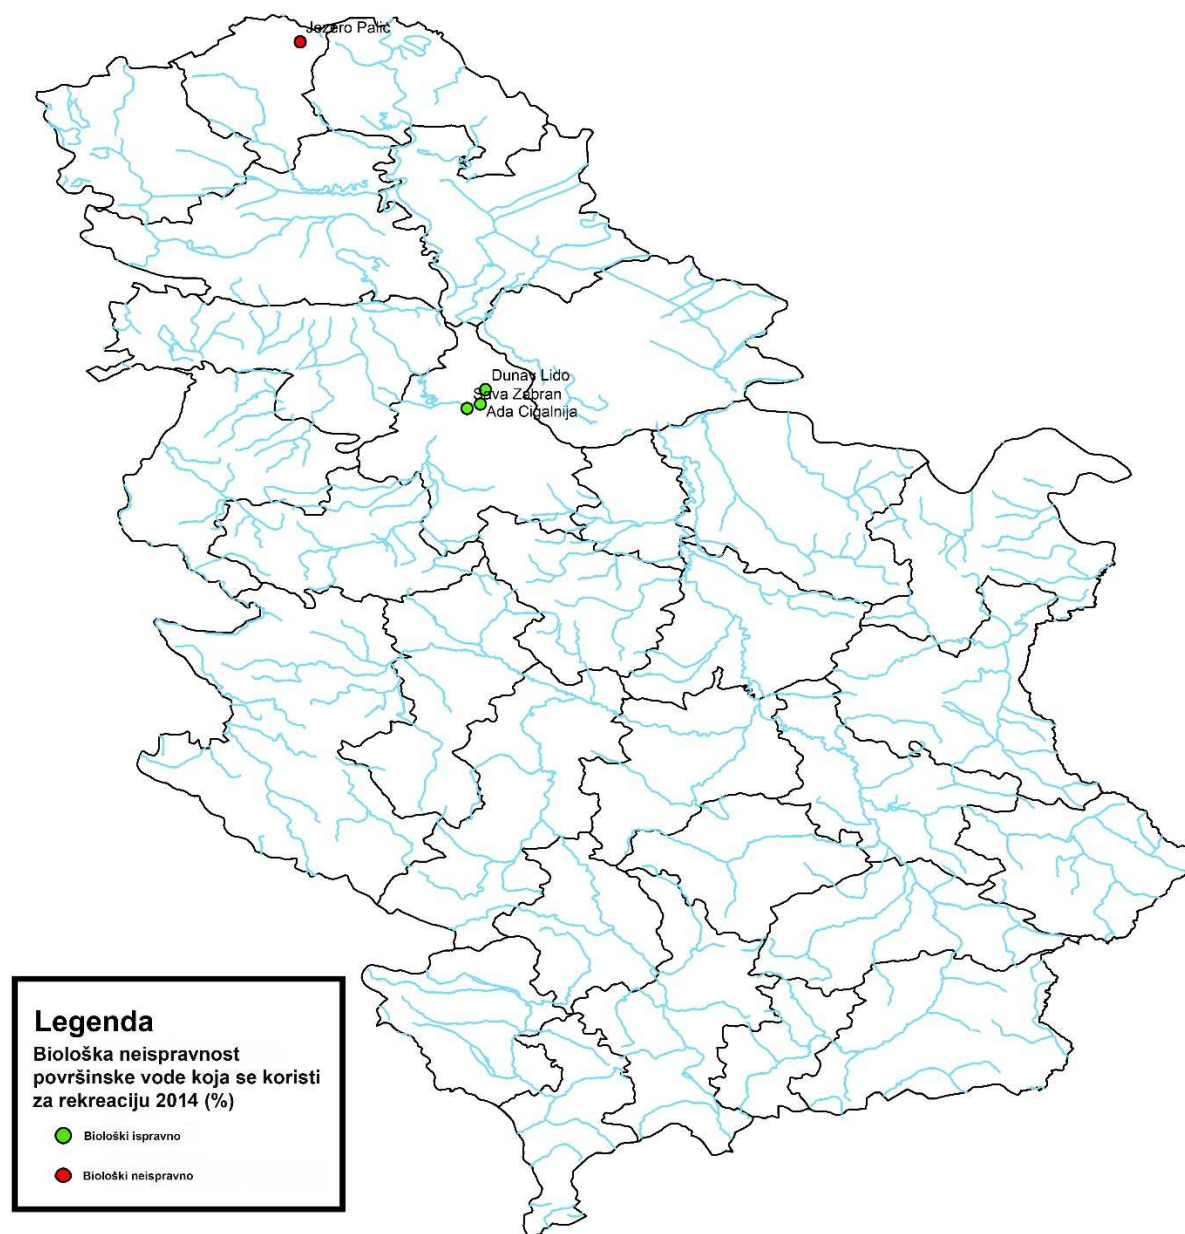 Jezero Palić
Dunav Lido
Sava Zabran
Ada Cigalnija
Legenda
Biološka neispravnost
površinske vode koja se koristi
za rekreaciju 2014 (%)
Biološki ispravno
Biološki neispravno